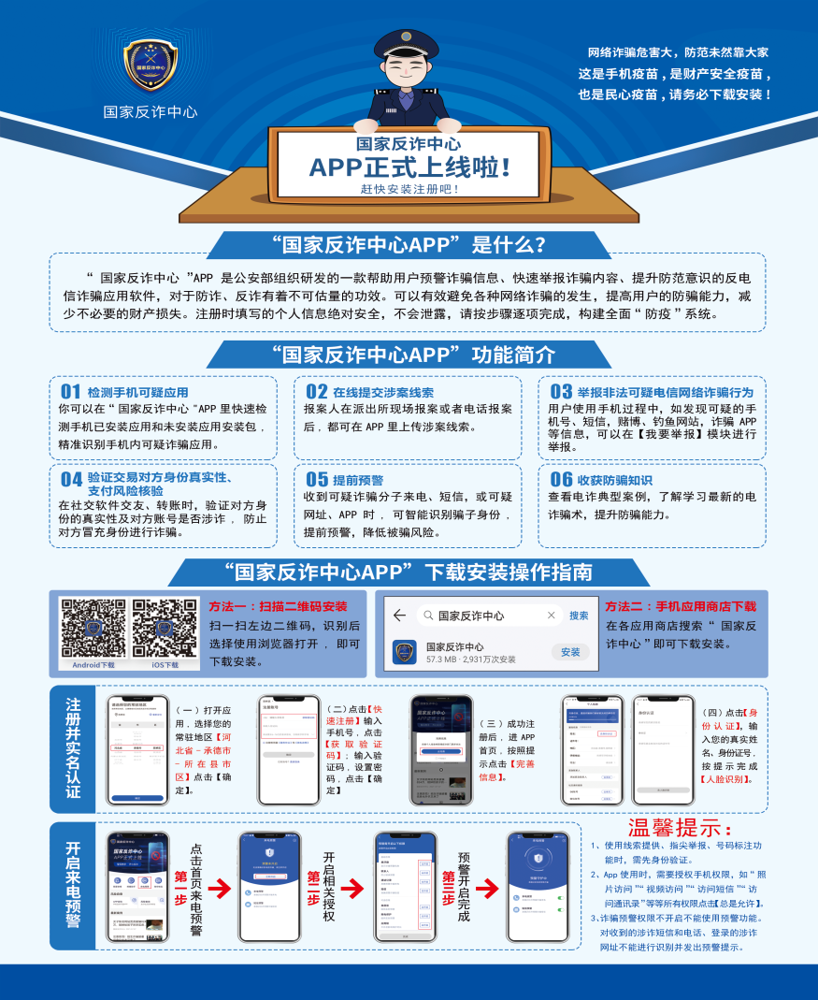 国家反诈中心
国家反诈中心
网络诈骗危害大，防范未然靠大家
这是手机疫苗，是财产安全疫苗，
也是民心疫苗，请务必下载安装！
国家反诈中心
APP正式上线啦！
赶快安装注册吧！
“国家反诈中心APP”是什么？
“ 国家反诈中心 ”APP 是公安部组织研发的一款帮助用户预警诈骗信息、快速举报诈骗内容、提升防范意识的反电
信诈骗应用软件，对于防诈、反诈有着不可估量的功效。可以有效避免各种网络诈骗的发生，提高用户的防骗能力，减
少不必要的财产损失。注册时填写的个人信息绝对安全，不会泄露，请按步骤逐项完成，构建全面“防疫”系统。
“国家反诈中心APP”功能简介
01 检测手机可疑应用
你可以在“国家反诈中心”APP里快速检
测手机已安装应用和未安装应用安装包，
精准识别手机内可疑诈骗应用。
02 在线提交涉案线索
报案人在派出所现场报案或者电话报案
后，都可在 APP 里上传涉案线索。
03 举报非法可疑电信网络诈骗行为
用户使用手机过程中，如发现可疑的手
机号、短信，赌博、钓鱼网站，诈骗 APP
等信息，可以在【我要举报】模块进行
举报。
04 验证交易对方身份真实性、
支付风险核验
在社交软件交友、转账时，验证对方身
份的真实性及对方账号是否涉诈，防止
对方冒充身份进行诈骗。
05 提前预警
收到可疑诈骗分子来电、短信，或可疑
网址、APP 时，可智能识别骗子身份，
提前预警，降低被骗风险。
06 收获防骗知识
查看电诈典型案例，了解学习最新的电
诈骗术，提升防骗能力。
“国家反诈中心APP”下载安装操作指南
Android下载
iOS下载
方法一：扫描二维码安装
扫一扫左边二维码，识别后
选择使用浏览器打开，即可
下载安装。
国家反诈中心
搜索
国家反诈中心
57.3 MB · 2,931万次安装
安装
方法二：手机应用商店下载
在各应用商店搜索“ 国家反
诈中心”即可下载安装。
注册并实名认证
（一）打开应
用，选择您的
常驻地区【河
北省-承德市
-所在县市
区】点击【确
定】。
（二）点击【快
速注册】输入
手机号，点击
【获取验证
码】；输入验
证码，设置密
码，点击【确
定】
（三）成功注
册后，进 APP
首页，按照提
示点击【完善
信息】。
（四）点击【身
份认证】，输
入您的真实姓
名、身份证号，
按提示完成
【人脸识别】。
身份认证
开启来电预警
国家反诈中心
APP正式上线
第一步
点击首页来电预警
第二步
开启相关授权
第三步
预警开启完成
温馨提示：
1、使用线索提供、指尖举报、号码标注功
能时，需先身份验证。
2、App 使用时，需要授权手机权限，如“照
片访问”“视频访问”“访问短信”“访
问通讯录”等等所有权限点击【总是允许】。
3、诈骗预警权限不开启不能使用预警功能。
对收到的涉诈短信和电话、登录的涉诈
网址不能进行识别并发出预警提示。